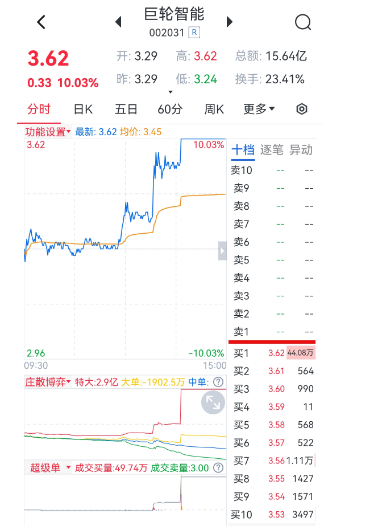 巨轮智能
002031 R
3.62
0.33 10.03%
开: 3.29 高: 3.62 总额: 15.64亿
昨: 3.29 低: 3.24 换手: 23.41%
分时 日K 五日 60分 周K 更多
功能设置 最新: 3.62 均价: 3.45
3.62 10.03%
2.96 -10.03%
09:30 15:00
庄散博弈 特大:2.9亿 大单:-1902.5万 中单:
超级单 成交买量:49.74万 成交卖量:3.00
十档 逐笔 异动
卖10 -- --
卖9 -- --
卖8 -- --
卖7 -- --
卖6 -- --
卖5 -- --
卖4 -- --
卖3 -- --
卖2 -- --
卖1 -- --
买1 3.62 44.08万
买2 3.61 564
买3 3.60 990
买4 3.59 11
买5 3.58 568
买6 3.57 522
买7 3.56 1.11万
买8 3.55 1427
买9 3.54 1571
买10 3.53 3497